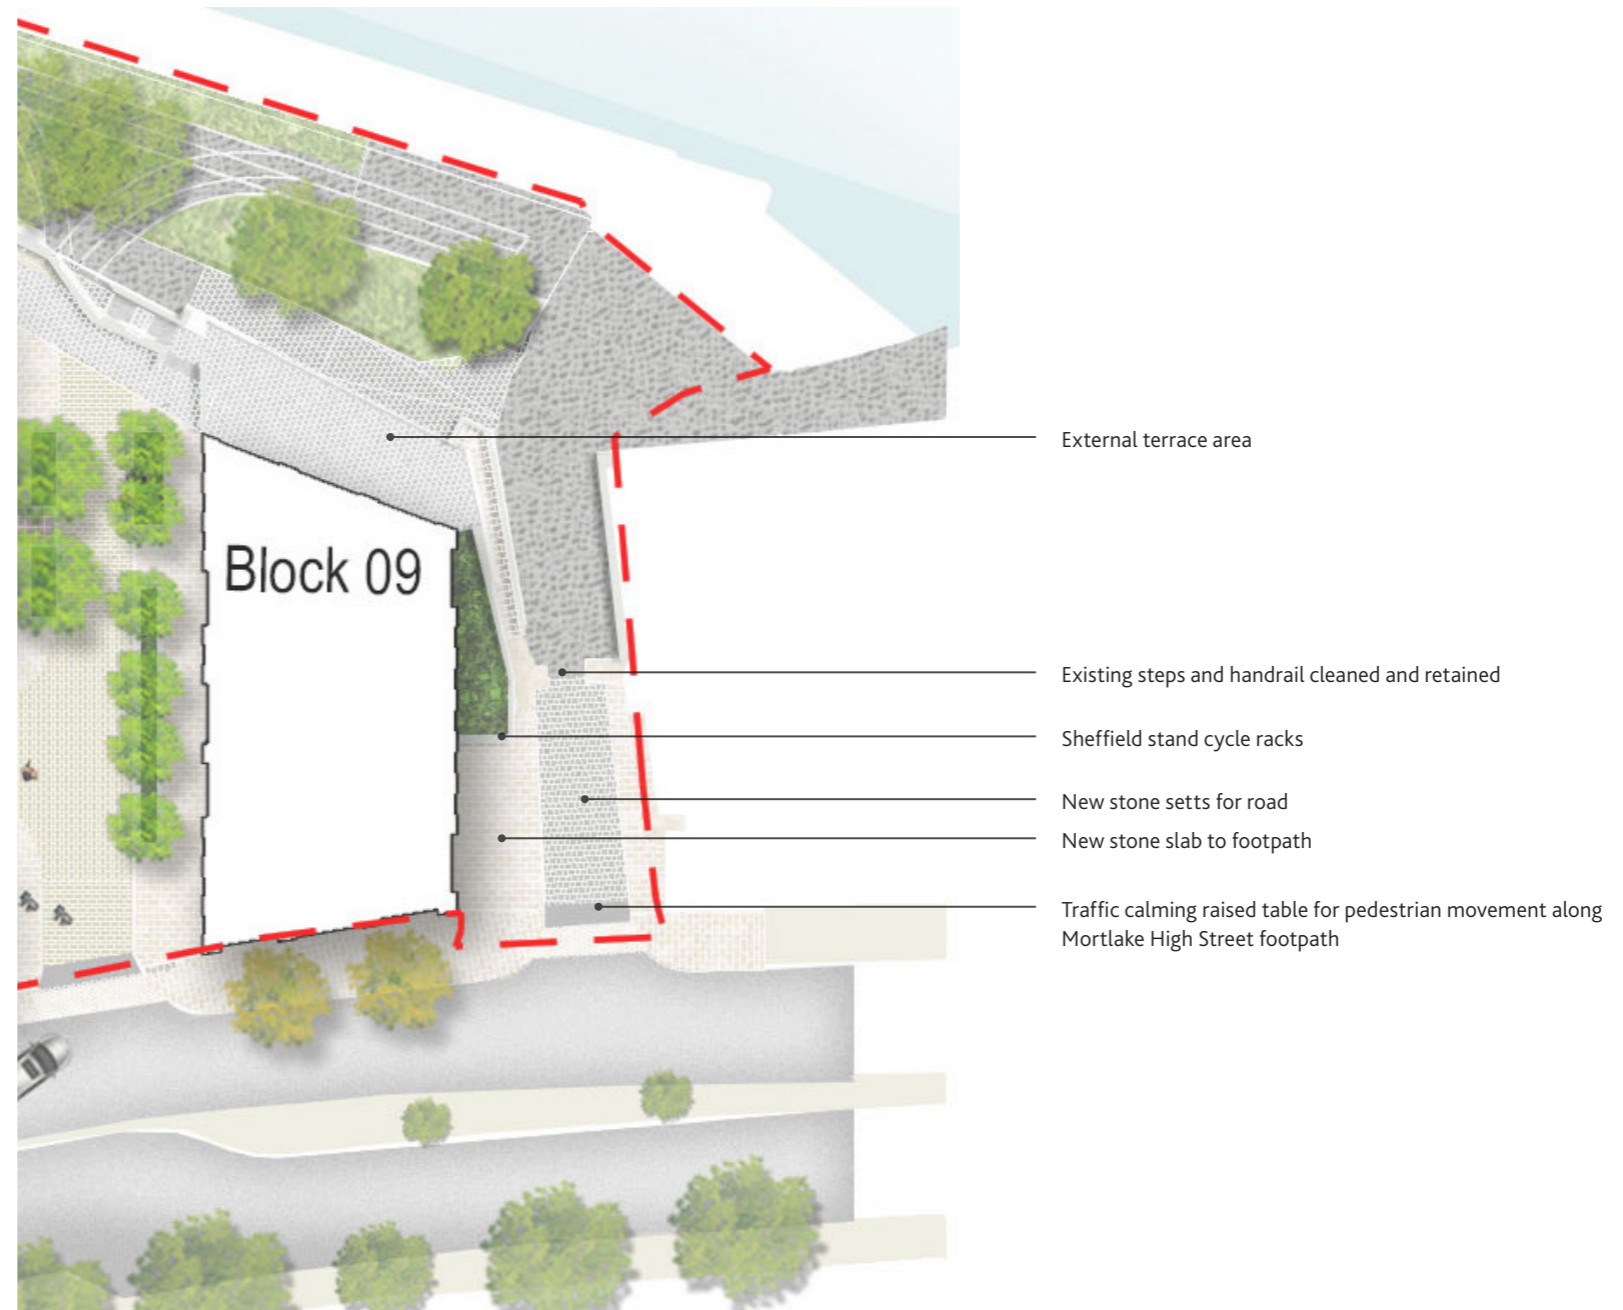 External terrace area
Block 09
Existing steps and handrail cleaned and retained
Sheffield stand cycle racks
New stone setts for road
New stone slab to footpath
Traffic calming raised table for pedestrian movement along
Mortlake High Street footpath